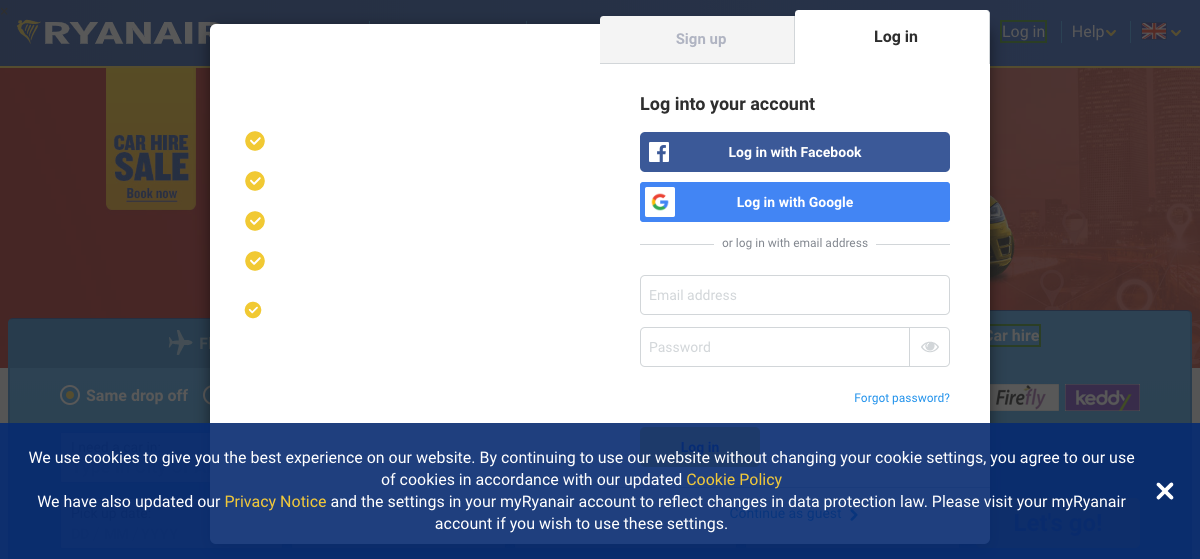 RYANAIR
Sign up
Log in
Log in
Help
CAR HIRE
SALE
Book now
Log into your account
Log in with Facebook
Log in with Google
or log in with email address
Email address
Password
Car hire
Same drop off
Firefly
keddy
Forgot password?
Log in
We use cookies to give you the best experience on our website. By continuing to use our website without changing your cookie settings, you agree to our use
of cookies in accordance with our updated Cookie Policy
We have also updated our Privacy Notice and the settings in your myRyanair account to reflect changes in data protection law. Please visit your myRyanair
account if you wish to use these settings.
Continue as guest
Let's go!